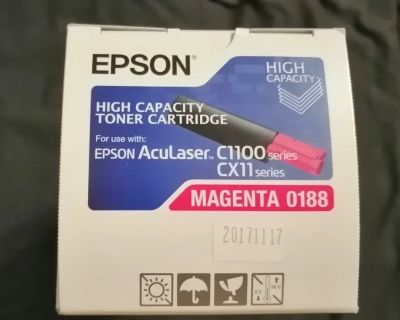 EPSON
HIGH
CAPACITY
HIGH CAPACITY
TONER CARTRIDGE
For use with:
EPSON AcuLaser C1100 series
CX11 series
MAGENTA 0188
20171117